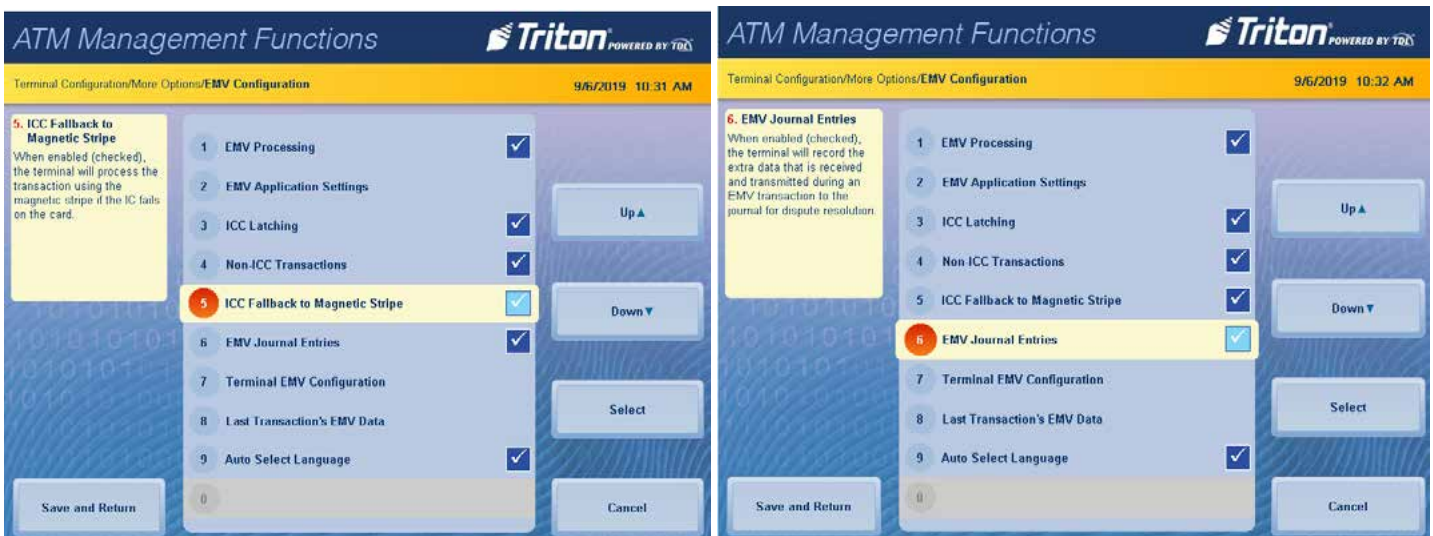 ATM Management Functions
Triton POWERED BY TDL
Terminal Configuration/More Options/EMV Configuration
9/6/2019 10:31 AM
5. ICC Fallback to
Magnetic Stripe
When enabled (checked),
the terminal will process the
transaction using the
magnetic stripe if the IC fails
on the card.
1 EMV Processing
2 EMV Application Settings
3 ICC Latching
4 Non-ICC Transactions
5 ICC Fallback to Magnetic Stripe
6 EMV Journal Entries
7 Terminal EMV Configuration
8 Last Transaction's EMV Data
9 Auto Select Language
0
Up
Down
Select
Save and Return
Cancel
ATM Management Functions
Triton POWERED BY TDL
Terminal Configuration/More Options/EMV Configuration
9/6/2019 10:32 AM
6. EMV Journal Entries
When enabled (checked),
the terminal will record the
extra data that is received
and transmitted during an
EMV transaction to the
journal for dispute resolution
1 EMV Processing
2 EMV Application Settings
3 ICC Latching
4 Non-ICC Transactions
5 ICC Fallback to Magnetic Stripe
6 EMV Journal Entries
7 Terminal EMV Configuration
8 Last Transaction's EMV Data
9 Auto Select Language
0
Up
Down
Select
Save and Return
Cancel